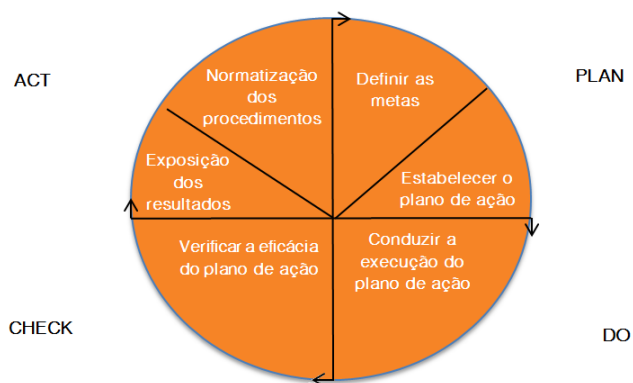 ACT
PLAN
Normatização
dos
procedimentos
Definir as
metas
Exposição
dos
resultados
Estabelecer o
plano de ação
Verificar a eficácia
do plano de ação
Conduzir a
execução do
plano de ação
CHECK
DO